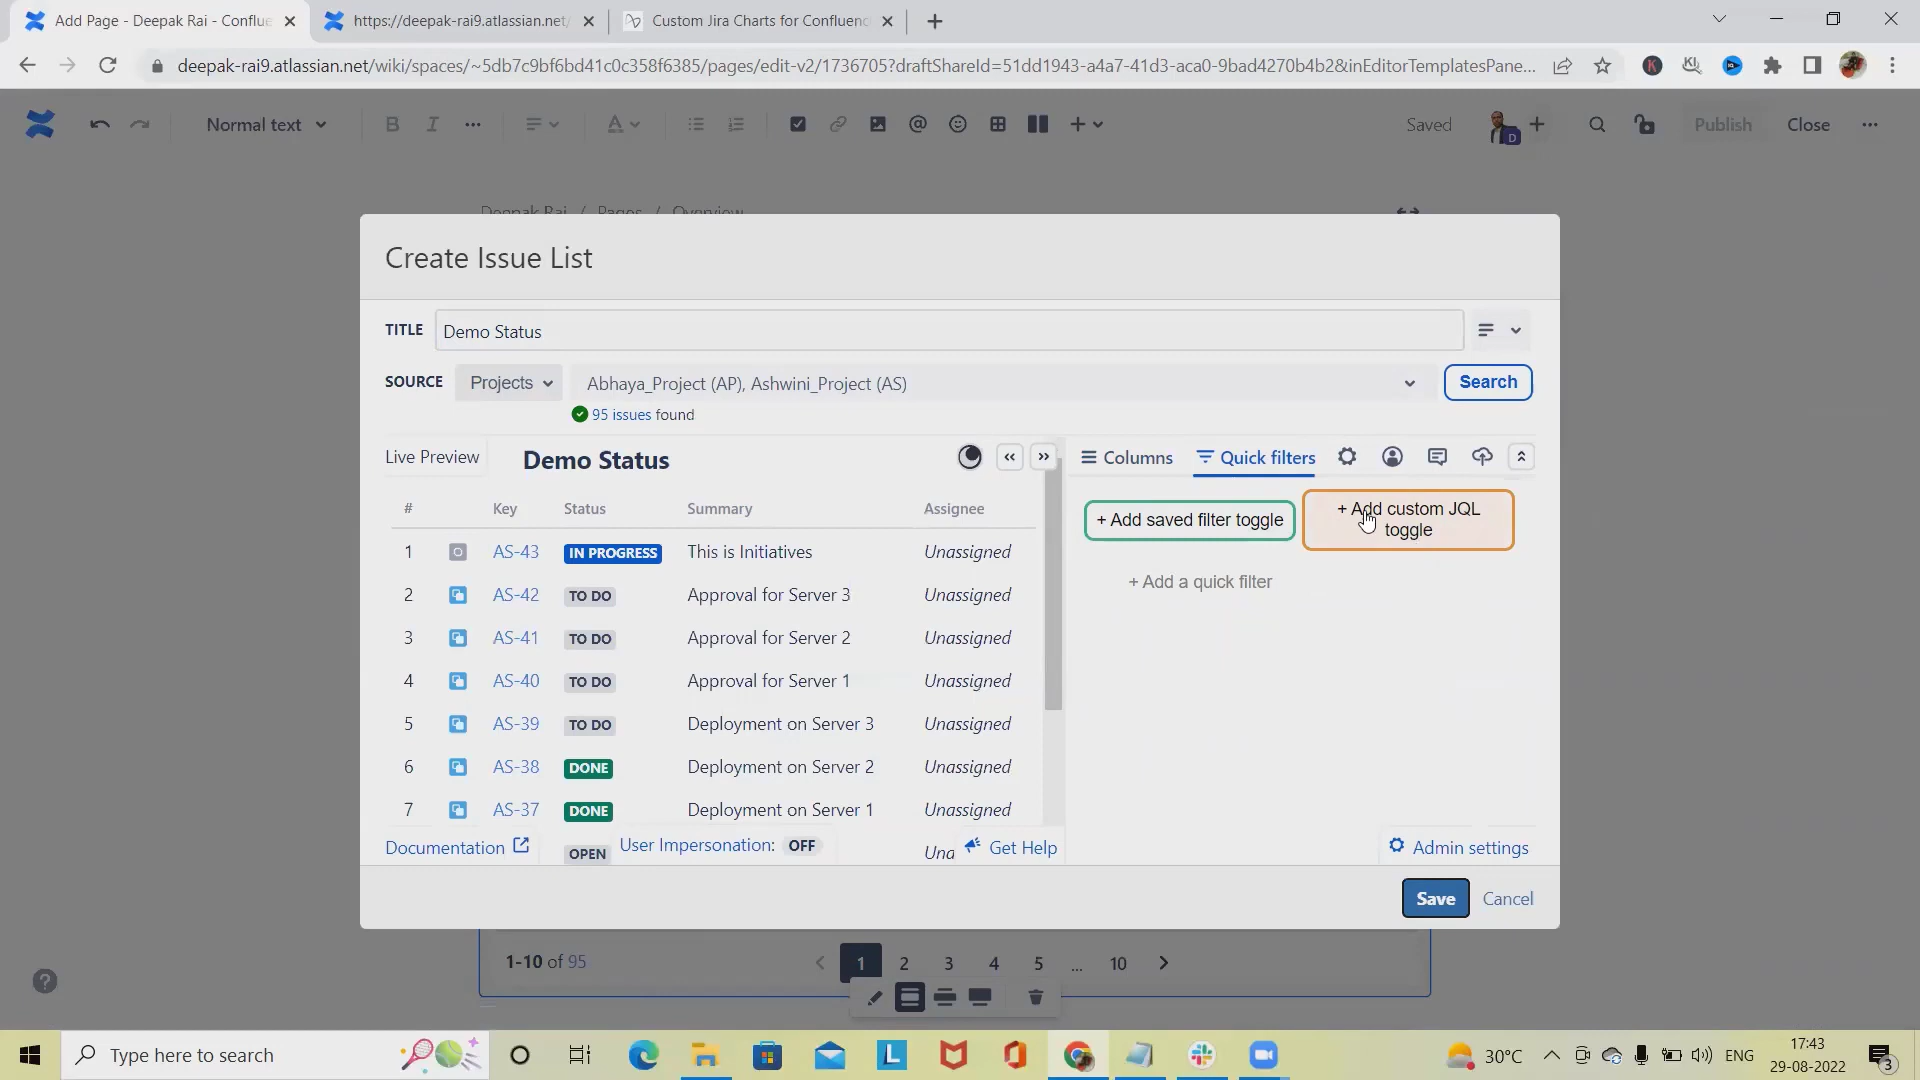 Add Page - Deepak Rai - Conflue
https://deepak-rai9.atlassian.net/
Custom Jira Charts for Confluenc
deepak-rai9.atlassian.net/wiki/spaces/~5db7c9bf6bd41c0c358f6385/pages/edit-v2/1736705?draftShareId=51dd1943-a4a7-41d3-aca0-9bad4270b4b2&inEditorTemplatesPane...
Normal text
Saved
Publish
Close
Deepak Rai / Pages / Overview
Create Issue List
TITLE
Demo Status
SOURCE
Projects
Abhaya_Project (AP), Ashwini_Project (AS)
Search
95 issues found
Live Preview
Demo Status
Columns
Quick filters
# Key Status Summary Assignee
+ Add saved filter toggle
+ Add custom JQL
toggle
+ Add a quick filter
1 AS-43 IN PROGRESS This is Initiatives Unassigned
2 AS-42 TO DO Approval for Server 3 Unassigned
3 AS-41 TO DO Approval for Server 2 Unassigned
4 AS-40 TO DO Approval for Server 1 Unassigned
5 AS-39 TO DO Deployment on Server 3 Unassigned
6 AS-38 DONE Deployment on Server 2 Unassigned
7 AS-37 DONE Deployment on Server 1 Unassigned
OPEN Una
Documentation
User Impersonation: OFF
Get Help
Admin settings
Save
Cancel
1-10 of 95
1 2 3 4 5 ... 10
Type here to search
30°C
ENG
17:43
29-08-2022
3